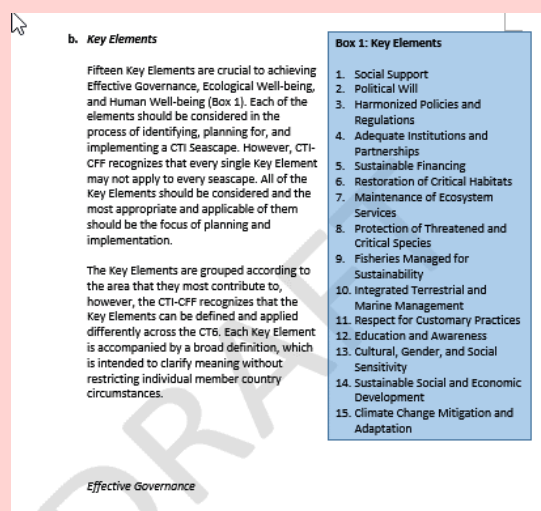 b. Key Elements
Fifteen Key Elements are crucial to achieving
Effective Governance, Ecological Well-being,
and Human Well-being (Box 1). Each of the
elements should be considered in the
process of identifying, planning for, and
implementing a CTI Seascape. However, CTI-
CFF recognizes that every single Key Element
may not apply to every seascape. All of the
Key Elements should be considered and the
most appropriate and applicable of them
should be the focus of planning and
implementation.
The Key Elements are grouped according to
the area that they most contribute to,
however, the CTI-CFF recognizes that the
Key Elements can be defined and applied
differently across the CT6. Each Key Element
is accompanied by a broad definition, which
is intended to clarify meaning without
restricting individual member country
circumstances.
Effective Governance
Box 1: Key Elements
1. Social Support
2. Political Will
3. Harmonized Policies and
Regulations
4. Adequate Institutions and
Partnerships
5. Sustainable Financing
6. Restoration of Critical Habitats
7. Maintenance of Ecosystem
Services
8. Protection of Threatened and
Critical Species
9. Fisheries Managed for
Sustainability
10. Integrated Terrestrial and
Marine Management
11. Respect for Customary Practices
12. Education and Awareness
13. Cultural, Gender, and Social
Sensitivity
14. Sustainable Social and Economic
Development
15. Climate Change Mitigation and
Adaptation
DRAFT